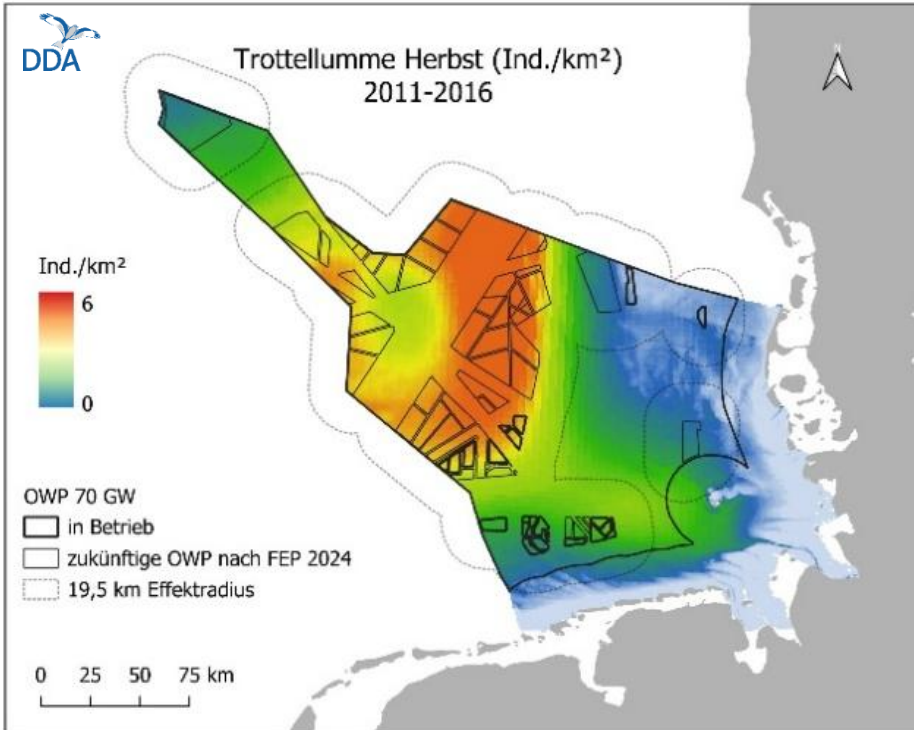 DDA
Trottellumme Herbst (Ind./km²)
2011-2016
N
Ind./km²
6
0
OWP 70 GW
in Betrieb
zukünftige OWP nach FEP 2024
19,5 km Effektradius
0 25 50 75 km